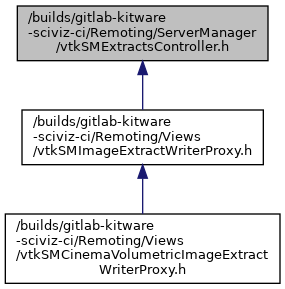 /builds/gitlab-kitware
-sciviz-ci/Remoting/ServerManager
/vtkSMExtractsController.h
/builds/gitlab-kitware
-sciviz-ci/Remoting/Views
/vtkSMImageExtractWriterProxy.h
/builds/gitlab-kitware
-sciviz-ci/Remoting/Views
/vtkSMCinemaVolumetricImageExtract
WriterProxy.h